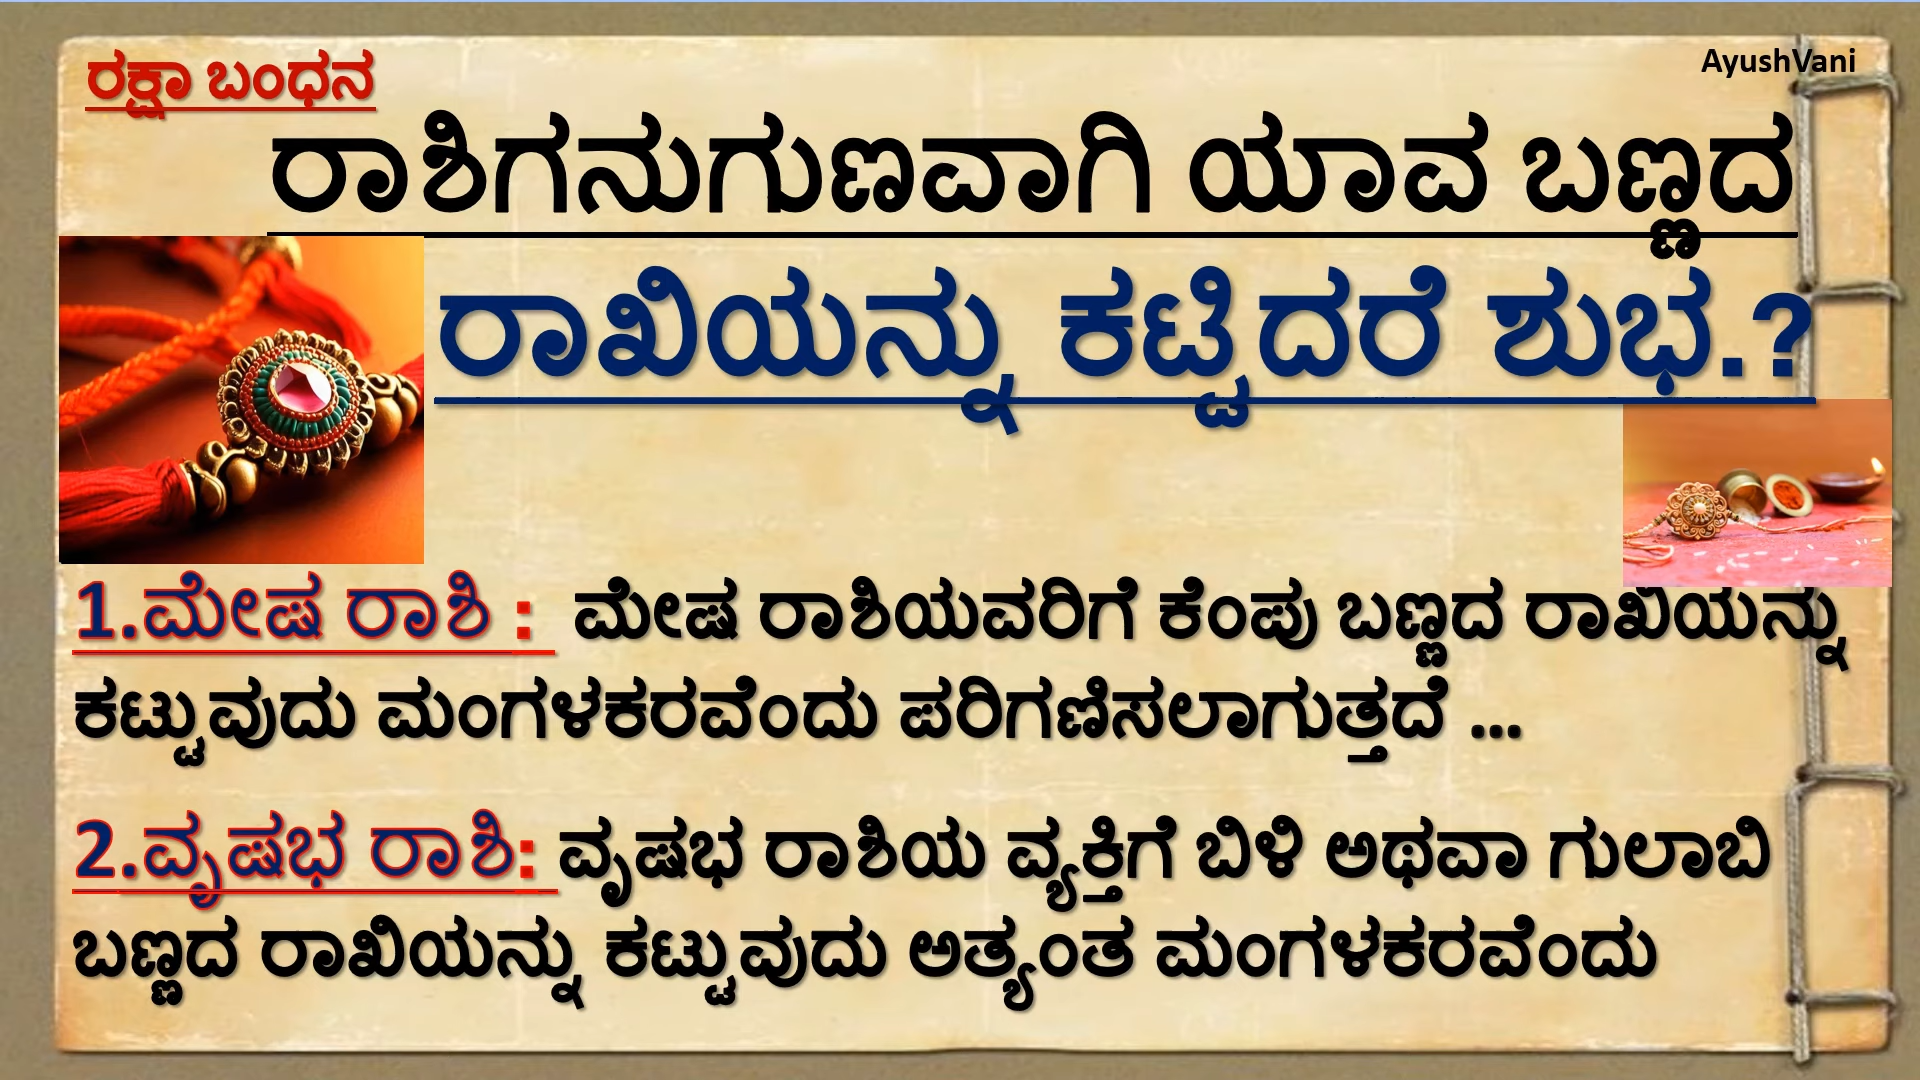 ರಕ್ಷಾ ಬಂಧನ
AyushVani
ರಾಶಿಗನುಗುಣವಾಗಿ ಯಾವ ಬಣ್ಣದ
ರಾಖಿಯನ್ನು ಕಟ್ಟಿದರೆ ಶುಭ.?
1.ಮೇಷ ರಾಶಿ : ಮೇಷ ರಾಶಿಯವರಿಗೆ ಕೆಂಪು ಬಣ್ಣದ ರಾಖಿಯನ್ನು
ಕಟ್ಟುವುದು ಮಂಗಳಕರವೆಂದು ಪರಿಗಣಿಸಲಾಗುತ್ತದೆ ...
2.ವೃಷಭ ರಾಶಿ: ವೃಷಭ ರಾಶಿಯ ವ್ಯಕ್ತಿಗೆ ಬಿಳಿ ಅಥವಾ ಗುಲಾಬಿ
ಬಣ್ಣದ ರಾಖಿಯನ್ನು ಕಟ್ಟುವುದು ಅತ್ಯಂತ ಮಂಗಳಕರವೆಂದು